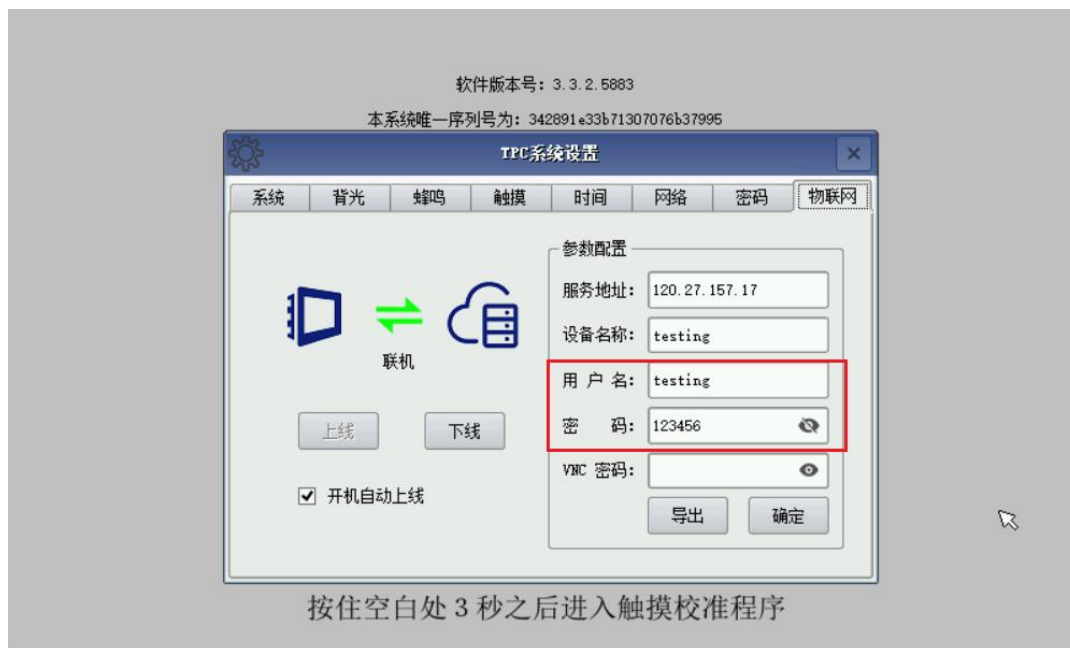 软件版本号: 3.3.2.5883
本系统唯一序列号为: 342891e33b71307076b37995
TPC系统设置
系统 背光 蜂鸣 触摸 时间 网络 密码 物联网
参数配置
服务地址: 120.27.157.17
设备名称: testing
联机
用 户 名: testing
上线 下线
密 码: 123456
VNC 密码:
开机自动上线
导出 确定
按住空白处 3 秒之后进入触摸校准程序